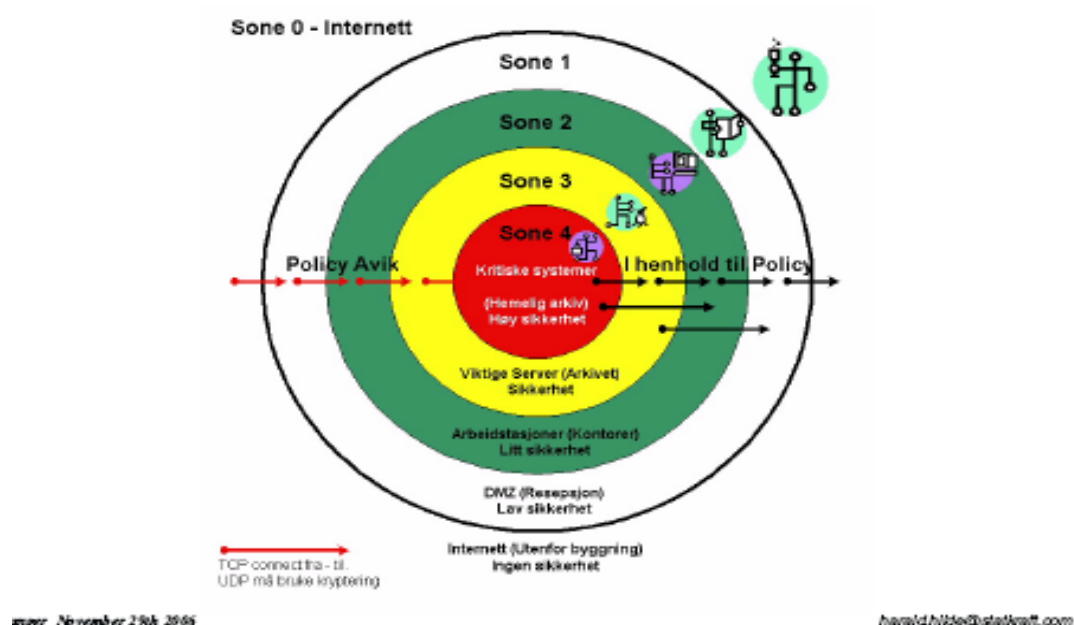 Sone 0 - Internett
Sone 1
Sone 2
Sone 3
Sone 4
Policy Avik
Kritiske systemer
I henhold til Policy
(Hemelig arkiv)
Høy sikkerhet
Viktige Server (Arkivet)
Sikkerhet
Arbeidstasjoner (Kontorer)
Litt sikkerhet
DMZ (Resepsjon)
Lav sikkerhet
Internett (Utenfor byggning)
Ingen sikkerhet
TCP connect fra - til.
UDP må bruke kryptering
November 29th 2006
harald.hilde@statkraft.com